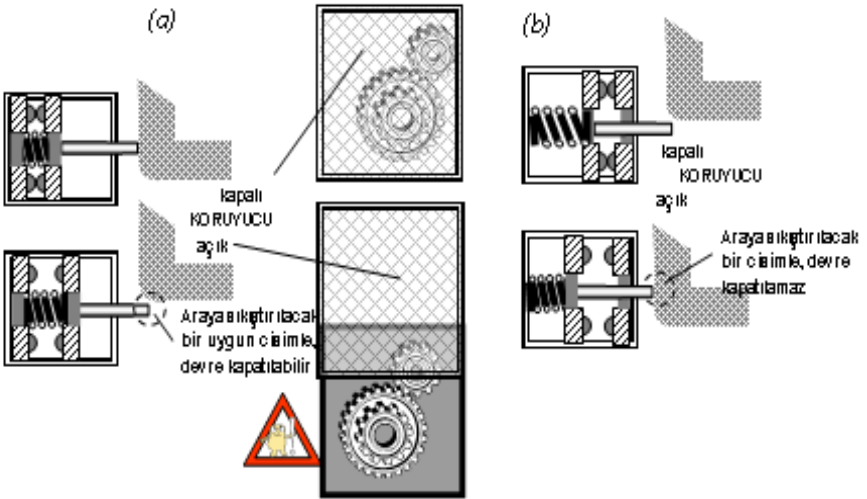 (a)
kapalı
KORUYUCU
açık
Araya sıkıştırılacak
bir uygun cisimle,
devre kapatılabilir
(b)
kapalı
KORUYUCU
açık
Araya sıkıştırılacak
bir cisimle, devre
kapatılamaz